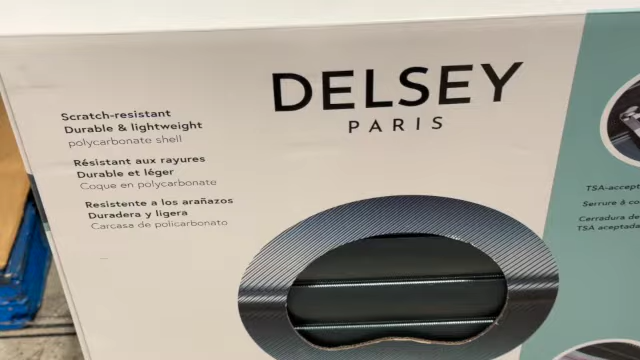 DELSEY
PARIS
Scratch-resistant
Durable & lightweight
polycarbonate shell
Résistant aux rayures
Durable et léger
Coque en polycarbonate
Resistente a los arañazos
Duradera y ligera
Carcasa de policarbonato
TSA-accept
Serrure à co
Cerradura de
TSA aceptada